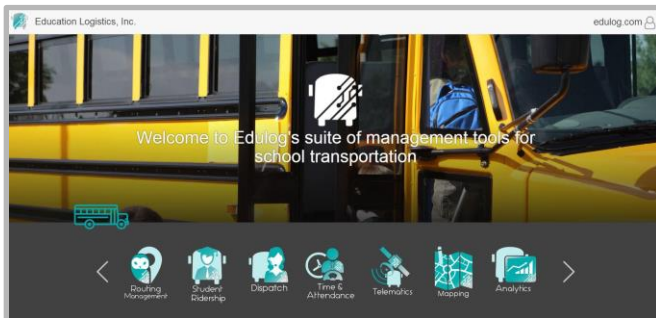 Education Logistics, Inc.
edulog.com
Welcome to Edulog's suite of management tools for
school transportation
Routing
Management
Student
Ridership
Dispatch
Time &
Attendance
Telematics
Mapping
Analytics